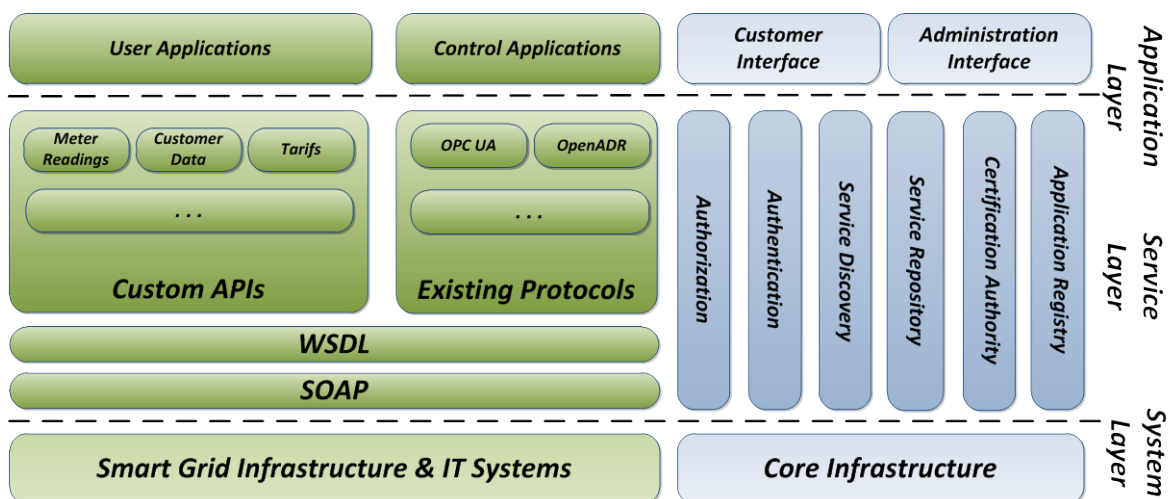 User Applications
Control Applications
Customer
Interface
Administration
Interface
Application
Layer
Meter
Readings
Customer
Data
Tarifs
. . .
Custom APIs
OPC UA
OpenADR
. . .
Existing Protocols
WSDL
SOAP
Authorization
Authentication
Service Discovery
Service Repository
Certification Authority
Application Registry
Service
Layer
Smart Grid Infrastructure & IT Systems
Core Infrastructure
System
Layer